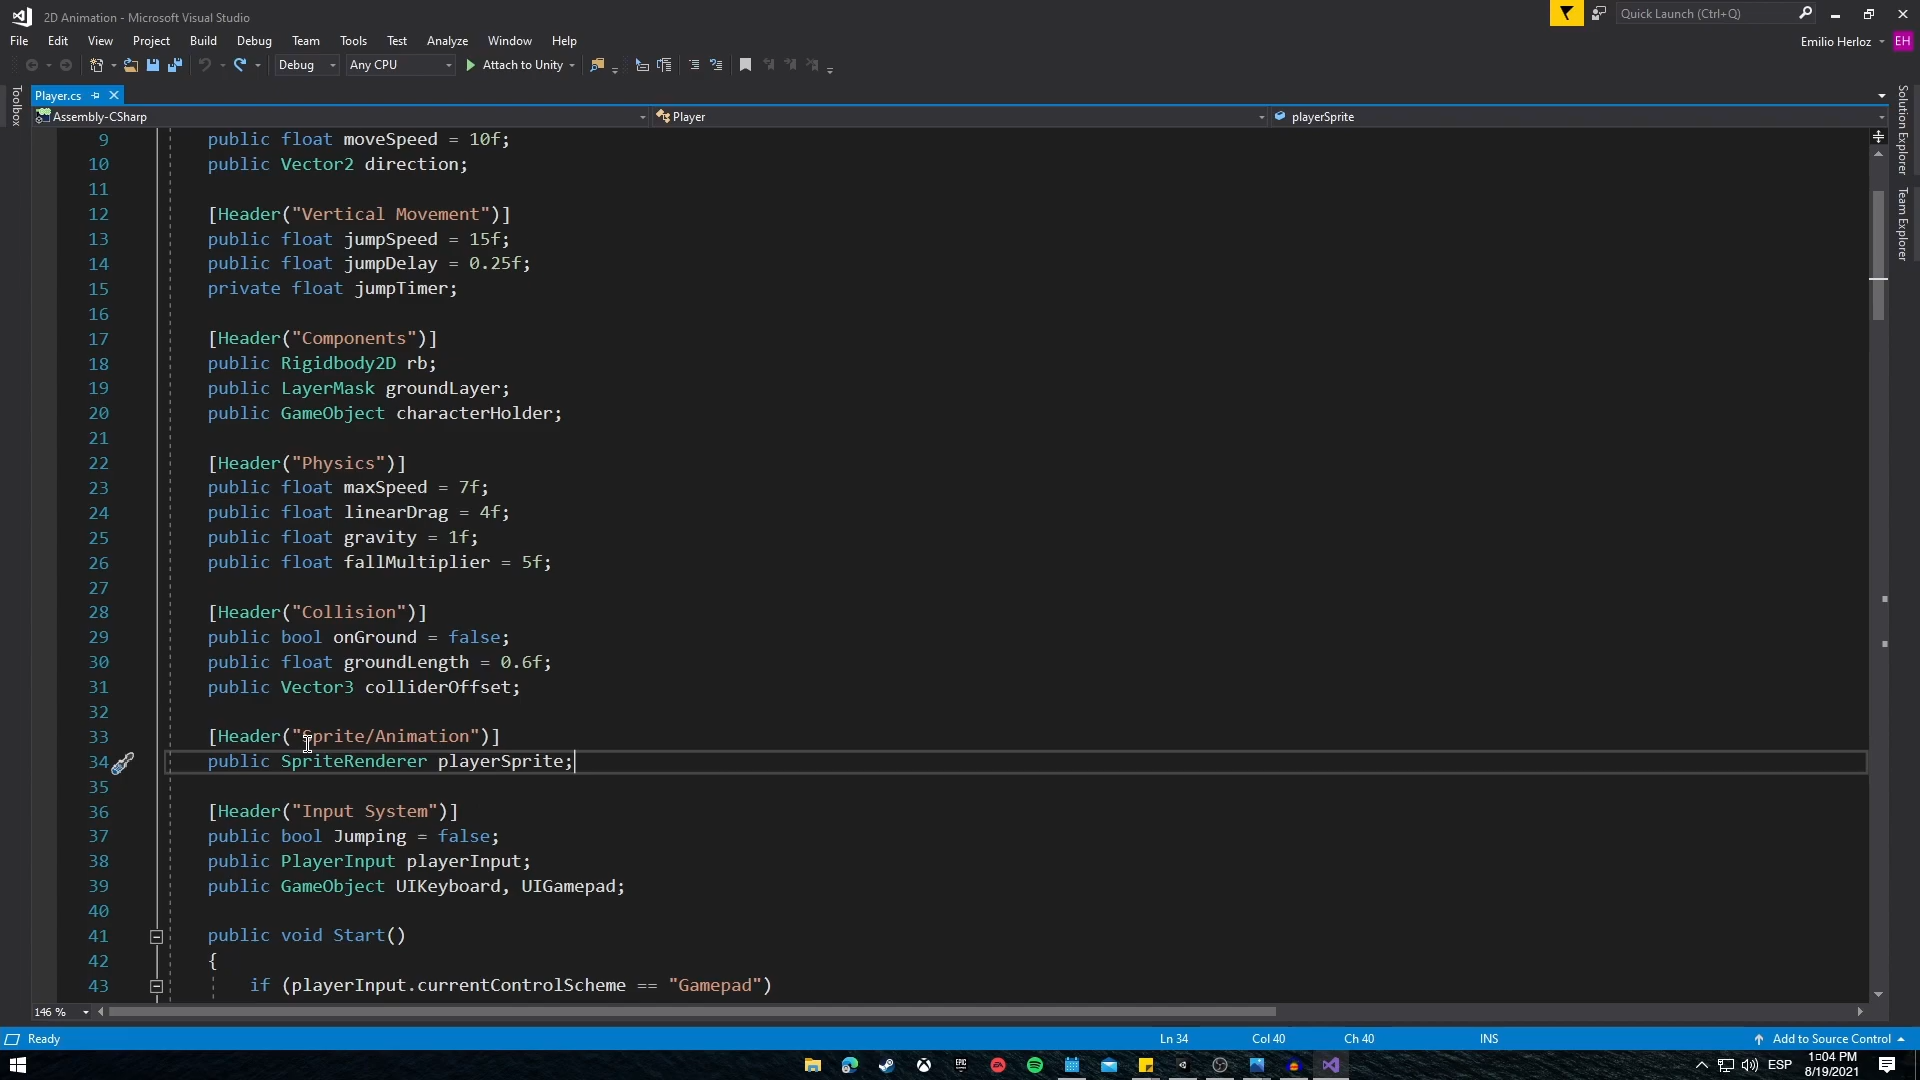 2D Animation - Microsoft Visual Studio
Quick Launch (Ctrl+Q)
File Edit View Project Build Debug Team Tools Test Analyze Window Help
Emilio Herloz EH
Debug Any CPU Attach to Unity
Toolbox
Player.cs
Solution Explorer
Team Explorer
Assembly-CSharp Player playerSprite
9 public float moveSpeed = 10f;
10 public Vector2 direction;
11
12 [Header("Vertical Movement")]
13 public float jumpSpeed = 15f;
14 public float jumpDelay = 0.25f;
15 private float jumpTimer;
16
17 [Header("Components")]
18 public Rigidbody2D rb;
19 public LayerMask groundLayer;
20 public GameObject characterHolder;
21
22 [Header("Physics")]
23 public float maxSpeed = 7f;
24 public float linearDrag = 4f;
25 public float gravity = 1f;
26 public float fallMultiplier = 5f;
27
28 [Header("Collision")]
29 public bool onGround = false;
30 public float groundLength = 0.6f;
31 public Vector3 colliderOffset;
32
33 [Header("Sprite/Animation")]
34 public SpriteRenderer playerSprite;
35
36 [Header("Input System")]
37 public bool Jumping = false;
38 public PlayerInput playerInput;
39 public GameObject UIKeyboard, UIGamepad;
40
41 public void Start()
42 {
43 if (playerInput.currentControlScheme == "Gamepad")
146 %
Ready Ln 34 Col 40 Ch 40 INS Add to Source Control
ESP 1:04 PM
8/19/2021